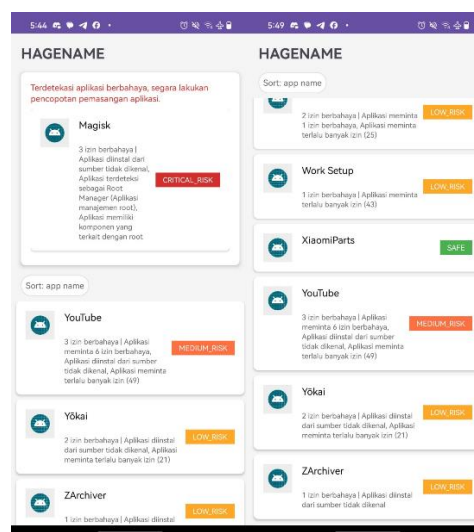 5:44
HAGENAME
Terdeteksi aplikasi berbahaya, segera lakukan
pencopotan pemasangan aplikasi.
Magisk
3 izin berbahaya |
Aplikasi diinstal dari
sumber tidak dikenal,
Aplikasi terdeteksi
sebagai Root
Manager (Aplikasi
manajemen root),
Aplikasi memiliki
komponen yang
terkait dengan root
CRITICAL_RISK
Sort: app name
YouTube
3 izin berbahaya | Aplikasi
meminta 6 izin berbahaya,
Aplikasi diinstal dari sumber
tidak dikenal, Aplikasi meminta
terlalu banyak izin (49)
MEDIUM_RISK
Yōkai
2 izin berbahaya | Aplikasi diinstal
dari sumber tidak dikenal, Aplikasi
meminta terlalu banyak izin (21)
LOW_RISK
ZArchiver
1 izin berbahaya | Aplikasi diinstal
LOW_RISK
5:49
HAGENAME
Sort: app name
2 izin berbahaya | Aplikasi meminta
1 izin berbahaya, Aplikasi meminta
terlalu banyak izin (25)
LOW_RISK
Work Setup
1 izin berbahaya | Aplikasi meminta
terlalu banyak izin (43)
LOW_RISK
XiaomiParts
SAFE
YouTube
3 izin berbahaya | Aplikasi
meminta 6 izin berbahaya,
Aplikasi diinstal dari sumber
tidak dikenal, Aplikasi meminta
terlalu banyak izin (49)
MEDIUM_RISK
Yōkai
2 izin berbahaya | Aplikasi diinstal
dari sumber tidak dikenal, Aplikasi
meminta terlalu banyak izin (21)
LOW_RISK
ZArchiver
1 izin berbahaya | Aplikasi diinstal
dari sumber tidak dikenal
LOW_RISK